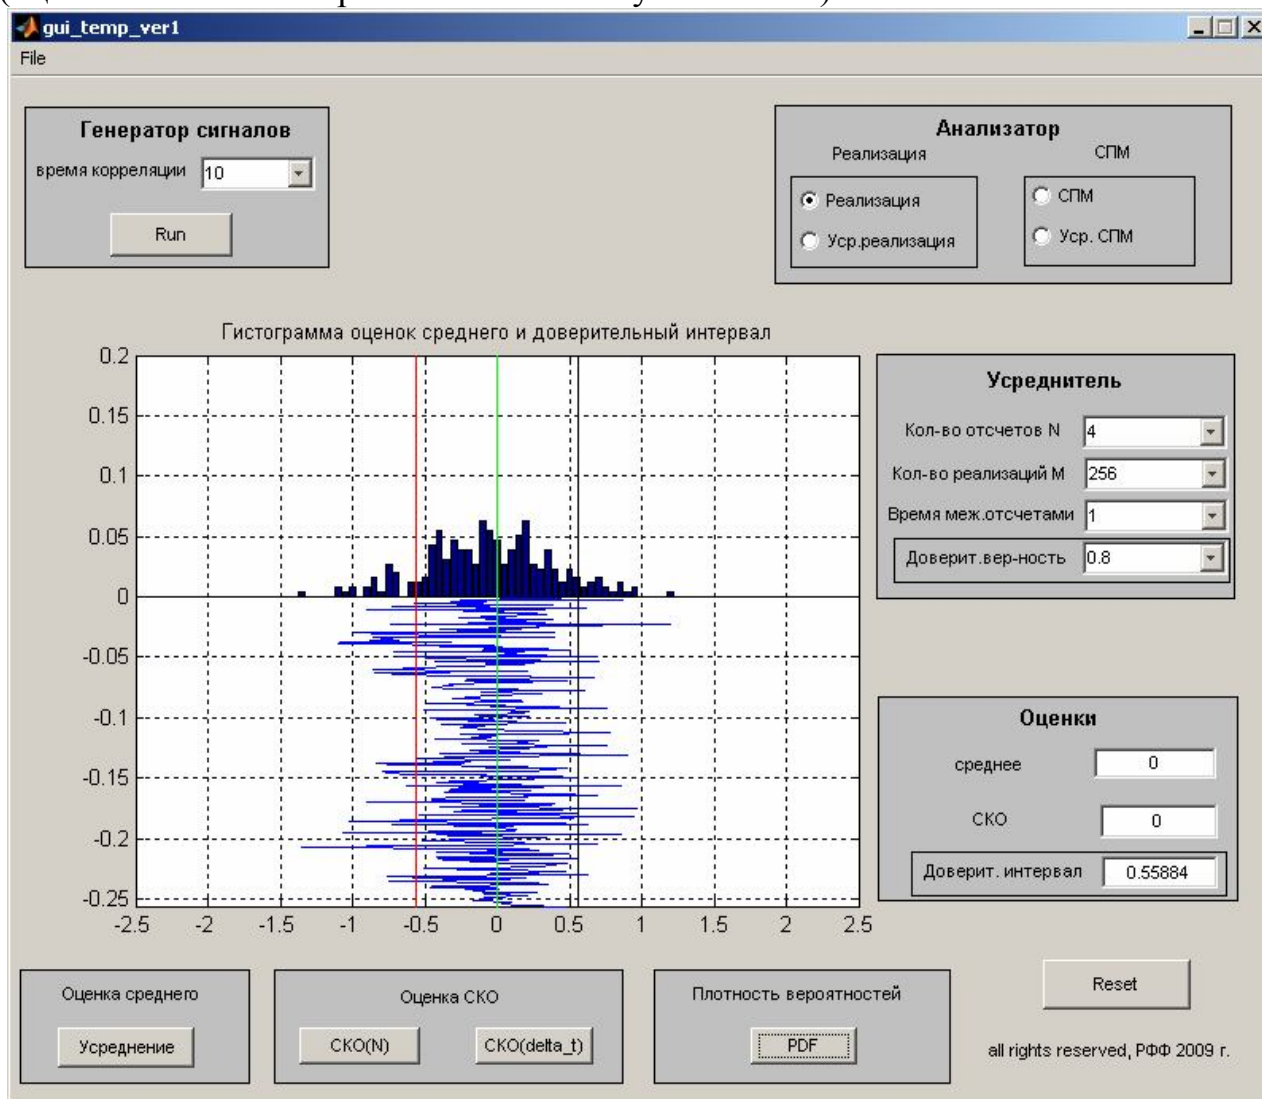 gui_temp_ver1
File
Генератор сигналов
время корреляции 10
Run
Анализатор
Реализация СПМ
Реализация СПМ
Уср.реализация Уср. СПМ
Гистограмма оценок среднего и доверительный интервал
0.2
0.15
0.1
0.05
0
-0.05
-0.1
-0.15
-0.2
-0.25
-2.5 -2 -1.5 -1 -0.5 0 0.5 1 1.5 2 2.5
Усреднитель
Кол-во отсчетов N 4
Кол-во реализаций M 256
Время меж.отсчетами 1
Доверит.вер-ность 0.8
Оценки
среднее 0
СКО 0
Доверит. интервал 0.55884
Оценка среднего
Усреднение
Оценка СКО
СКО(N) СКО(delta_t)
Плотность вероятностей
PDF
Reset
all rights reserved, РФФ 2009 г.